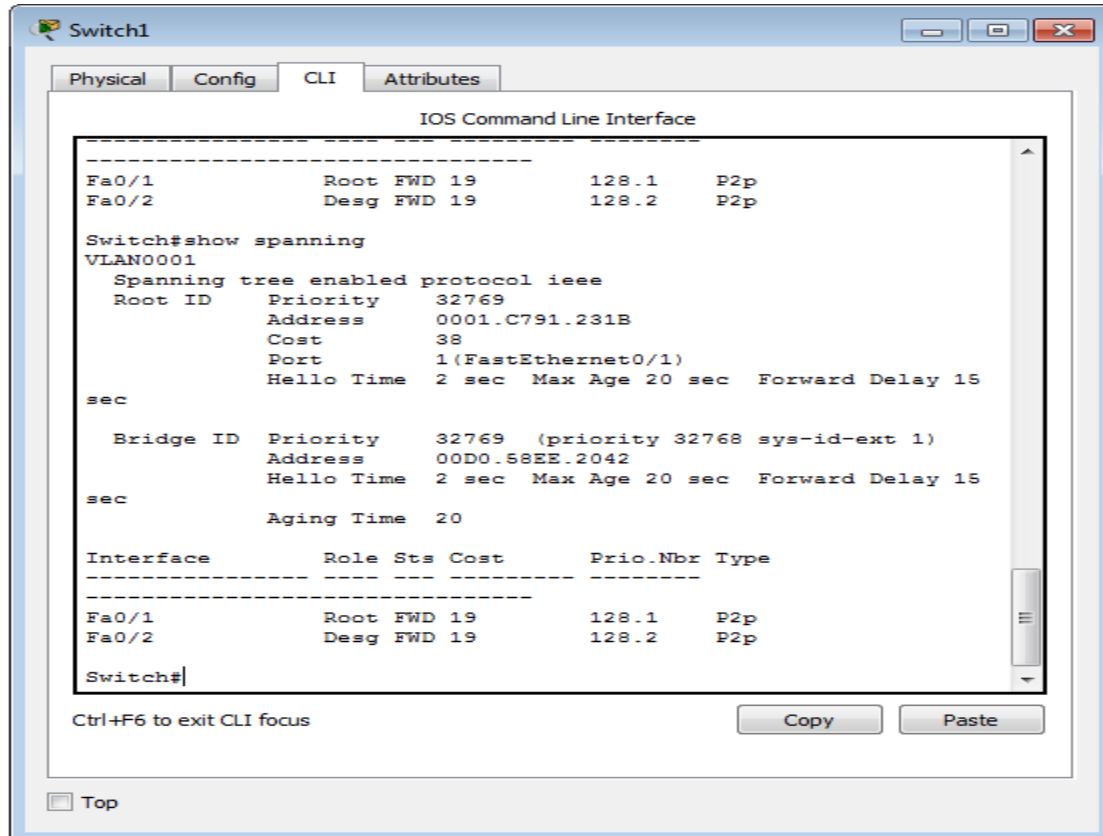 Switch1
Physical Config CLI Attributes
IOS Command Line Interface
---------------- ---- --- --------- --------
--------------------------------
Fa0/1 Root FWD 19 128.1 P2p
Fa0/2 Desg FWD 19 128.2 P2p
Switch#show spanning
VLAN0001
Spanning tree enabled protocol ieee
Root ID Priority 32769
Address 0001.C791.231B
Cost 38
Port 1(FastEthernet0/1)
Hello Time 2 sec Max Age 20 sec Forward Delay 15
sec
Bridge ID Priority 32769 (priority 32768 sys-id-ext 1)
Address 00D0.58EE.2042
Hello Time 2 sec Max Age 20 sec Forward Delay 15
sec
Aging Time 20
Interface Role Sts Cost Prio.Nbr Type
---------------- ---- --- --------- --------
--------------------------------
Fa0/1 Root FWD 19 128.1 P2p
Fa0/2 Desg FWD 19 128.2 P2p
Switch#
Ctrl+F6 to exit CLI focus Copy Paste
Top